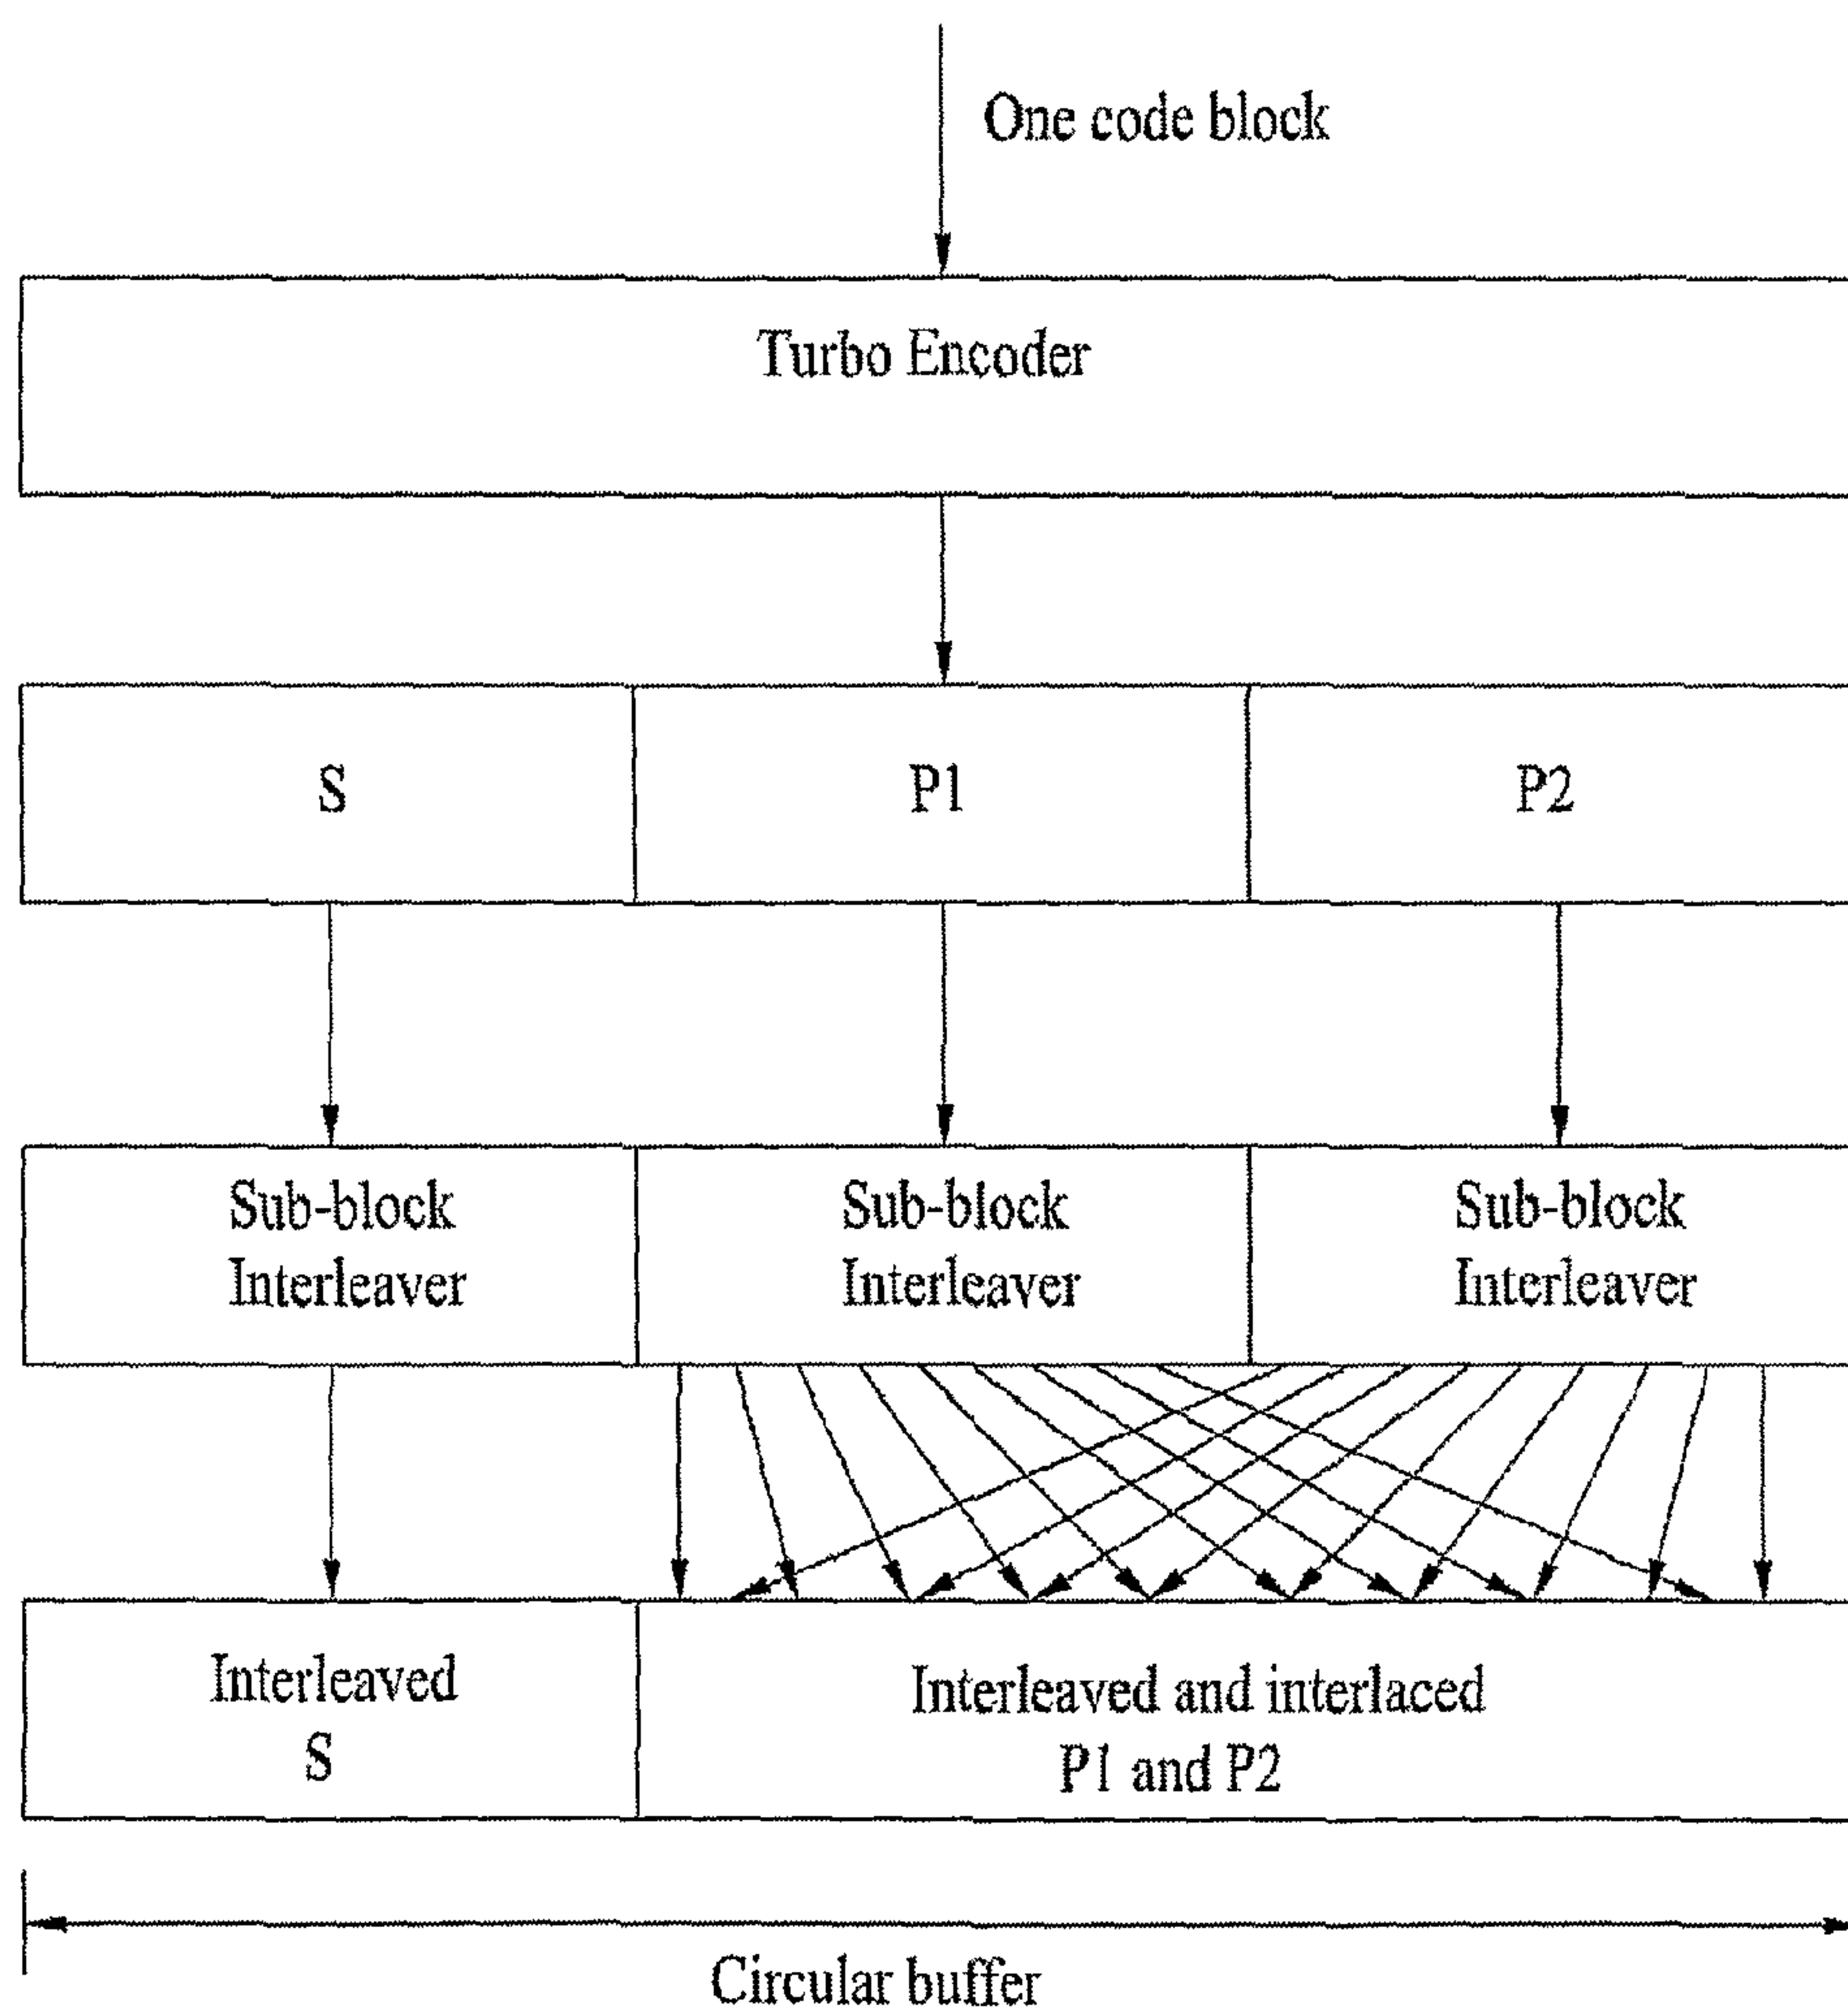 One code block
Turbo Encoder
S
P1
P2
Sub-block
Interleaver
Sub-block
Interleaver
Sub-block
Interleaver
Interleaved
S
Interleaved and interlaced
P1 and P2
Circular buffer